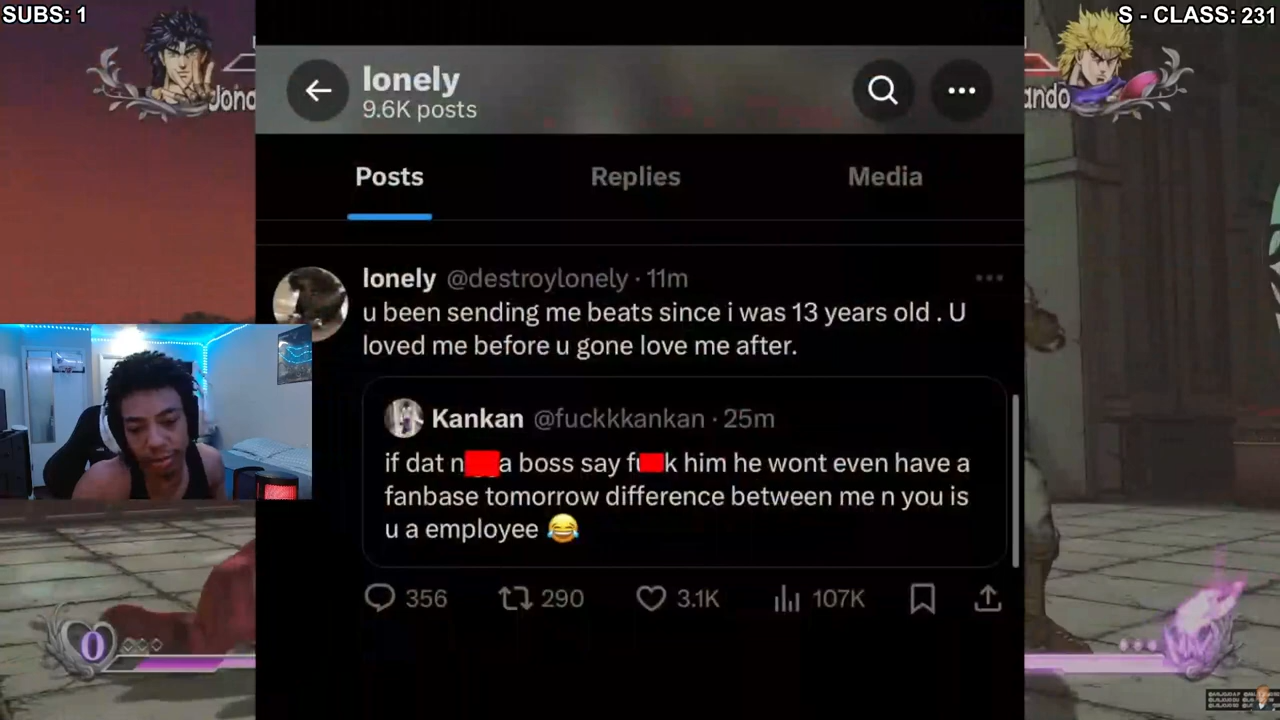 SUBS: 1
S - CLASS: 231
Jona
ando
lonely
9.6K posts
Posts
Replies
Media
lonely @destroylonely · 11m
u been sending me beats since i was 13 years old . U
loved me before u gone love me after.
Kankan @fuckkkankan · 25m
if dat n a boss say fu k him he wont even have a
fanbase tomorrow difference between me n you is
u a employee 😂
356
290
3.1K
107K
0